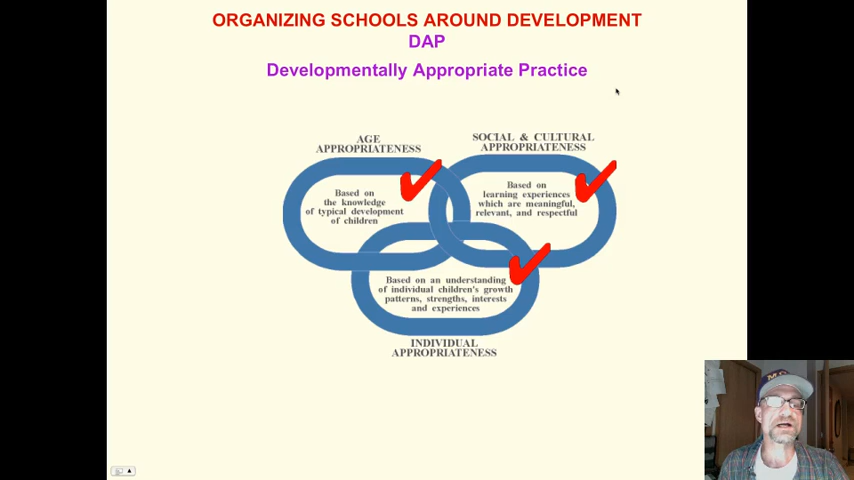 ORGANIZING SCHOOLS AROUND DEVELOPMENT
DAP
Developmentally Appropriate Practice
AGE
APPROPRIATENESS
Based on
the knowledge
of typical development
of children
SOCIAL & CULTURAL
APPROPRIATENESS
Based on
learning experiences
which are meaningful,
relevant, and respectful
Based on an understanding
of individual children's growth
patterns, strengths, interests
and experiences
INDIVIDUAL
APPROPRIATENESS